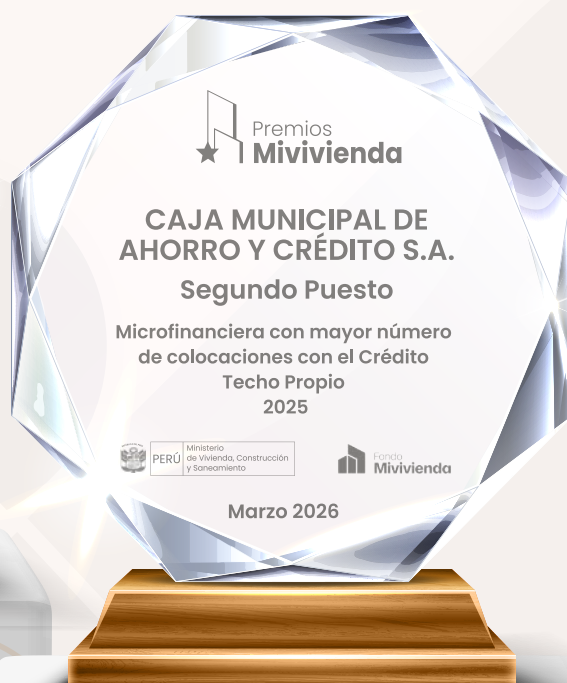 Premios
Mivivienda
CAJA MUNICIPAL DE
AHORRO Y CRÉDITO S.A.
Segundo Puesto
Microfinanciera con mayor número
de colocaciones con el Crédito
Techo Propio
2025
PERÚ
Ministerio
de Vivienda, Construcción
y Saneamiento
Fondo
Mivivienda
Marzo 2026